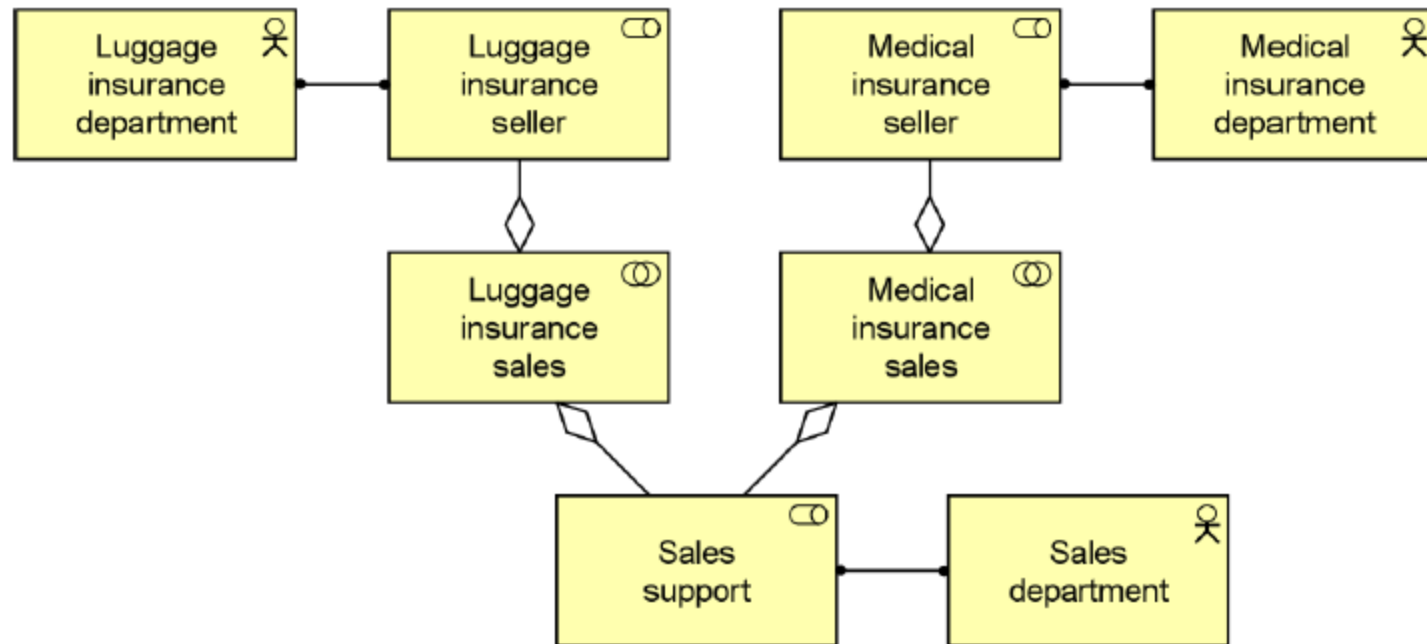 Luggage
insurance
department
Luggage
insurance
seller
Medical
insurance
seller
Medical
insurance
department
Luggage
insurance
sales
Medical
insurance
sales
Sales
support
Sales
department